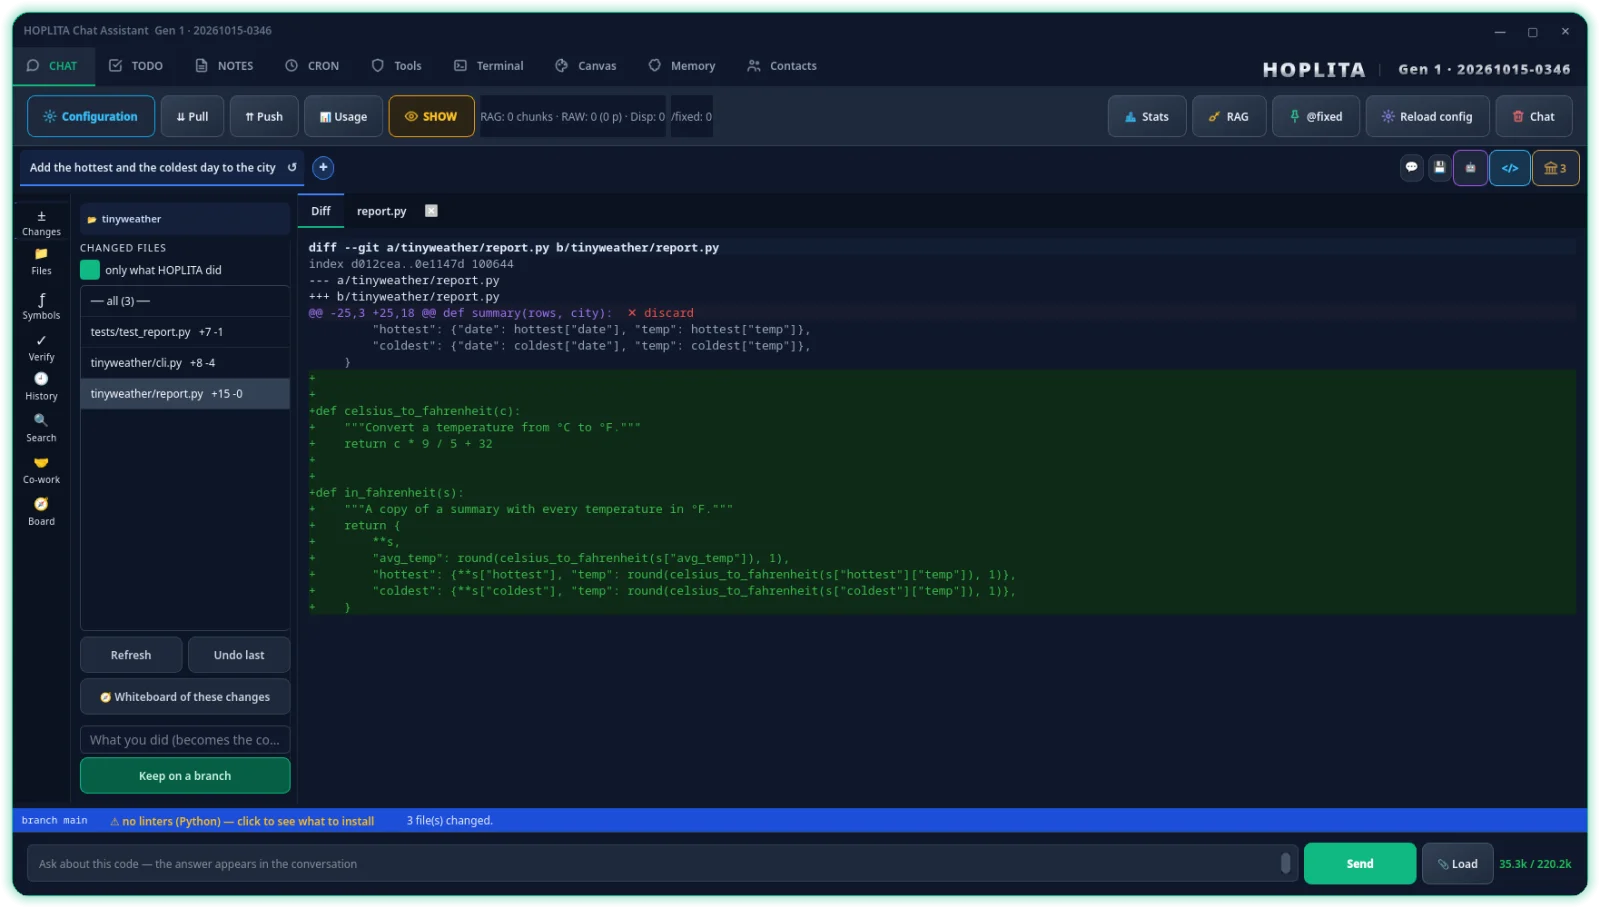 HOPLITA Chat Assistant Gen 1 · 20261015-0346
CHAT TODO NOTES CRON Tools Terminal Canvas Memory Contacts
HOPLITA | Gen 1 · 20261015-0346
Configuration Pull Push Usage SHOW RAG: 0 chunks · RAW: 0 (0 p) · Disp: 0 /fixed: 0
Stats RAG @fixed Reload config Chat
Add the hottest and the coldest day to the city
+
</> 3
Changes
Files
Symbols
Verify
History
Search
Co-work
Board
tinyweather
CHANGED FILES
only what HOPLITA did
── all (3) ──
tests/test_report.py +7 -1
tinyweather/cli.py +8 -4
tinyweather/report.py +15 -0
Refresh Undo last
Whiteboard of these changes
What you did (becomes the co...
Keep on a branch
Diff report.py
diff --git a/tinyweather/report.py b/tinyweather/report.py
index d012cea..0e1147d 100644
--- a/tinyweather/report.py
+++ b/tinyweather/report.py
@@ -25,3 +25,18 @@ def summary(rows, city): ✕ discard
"hottest": {"date": hottest["date"], "temp": hottest["temp"]},
"coldest": {"date": coldest["date"], "temp": coldest["temp"]},
}
+
+
+def celsius_to_fahrenheit(c):
+    """Convert a temperature from °C to °F."""
+    return c * 9 / 5 + 32
+
+
+def in_fahrenheit(s):
+    """A copy of a summary with every temperature in °F."""
+    return {
+        **s,
+        "avg_temp": round(celsius_to_fahrenheit(s["avg_temp"]), 1),
+        "hottest": {**s["hottest"], "temp": round(celsius_to_fahrenheit(s["hottest"]["temp"]), 1)},
+        "coldest": {**s["coldest"], "temp": round(celsius_to_fahrenheit(s["coldest"]["temp"]), 1)},
+    }
branch main ⚠ no linters (Python) — click to see what to install 3 file(s) changed.
Ask about this code — the answer appears in the conversation
Send Load 35.3k / 220.2k